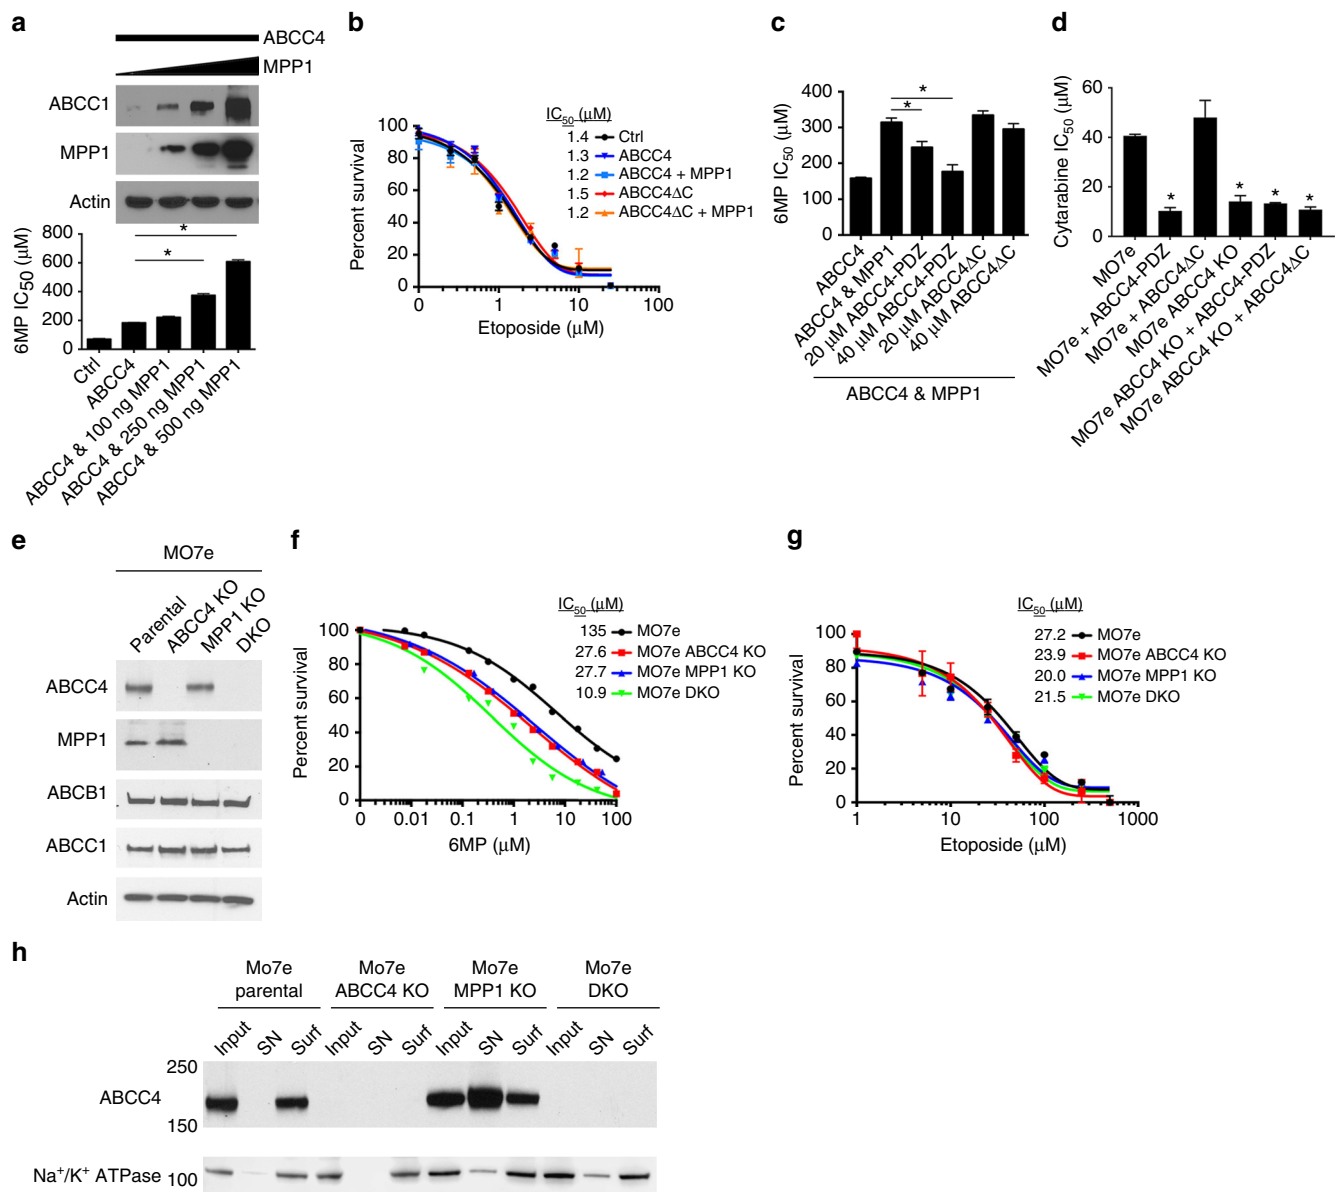 a
ABCC4
MPP1
ABCC1
MPP1
Actin
6MP IC50 (µM)
800
600
400
200
0
*
*
Ctrl
ABCC4
ABCC4 & 100 ng MPP1
ABCC4 & 250 ng MPP1
ABCC4 & 500 ng MPP1
b
Percent survival
100
80
60
40
20
0
0
1
10
100
Etoposide (µM)
IC50 (µM)
1.4 Ctrl
1.3 ABCC4
1.2 ABCC4 + MPP1
1.5 ABCC4ΔC
1.2 ABCC4ΔC + MPP1
c
6MP IC50 (µM)
400
300
200
100
0
*
*
ABCC4
ABCC4 & MPP1
20 µM ABCC4-PDZ
40 µM ABCC4-PDZ
20 µM ABCC4ΔC
40 µM ABCC4ΔC
ABCC4 & MPP1
d
Cytarabine IC50 (µM)
60
40
20
0
*
*
*
*
MO7e
MO7e + ABCC4-PDZ
MO7e + ABCC4ΔC
MO7e ABCC4 KO
MO7e ABCC4 KO + ABCC4-PDZ
MO7e ABCC4 KO + ABCC4ΔC
e
MO7e
Parental
ABCC4 KO
MPP1 KO
DKO
ABCC4
MPP1
ABCB1
ABCC1
Actin
f
Percent survival
100
80
60
40
20
0
0
0.01
0.1
1
10
100
6MP (µM)
IC50 (µM)
135 MO7e
27.6 MO7e ABCC4 KO
27.7 MO7e MPP1 KO
10.9 MO7e DKO
g
Percent survival
100
80
60
40
20
0
1
10
100
1000
Etoposide (µM)
IC50 (µM)
27.2 MO7e
23.9 MO7e ABCC4 KO
20.0 MO7e MPP1 KO
21.5 MO7e DKO
h
Mo7e parental
Mo7e ABCC4 KO
Mo7e MPP1 KO
Mo7e DKO
Input SN Surf Input SN Surf Input SN Surf Input SN Surf
250
ABCC4
150
Na+/K+ ATPase 100